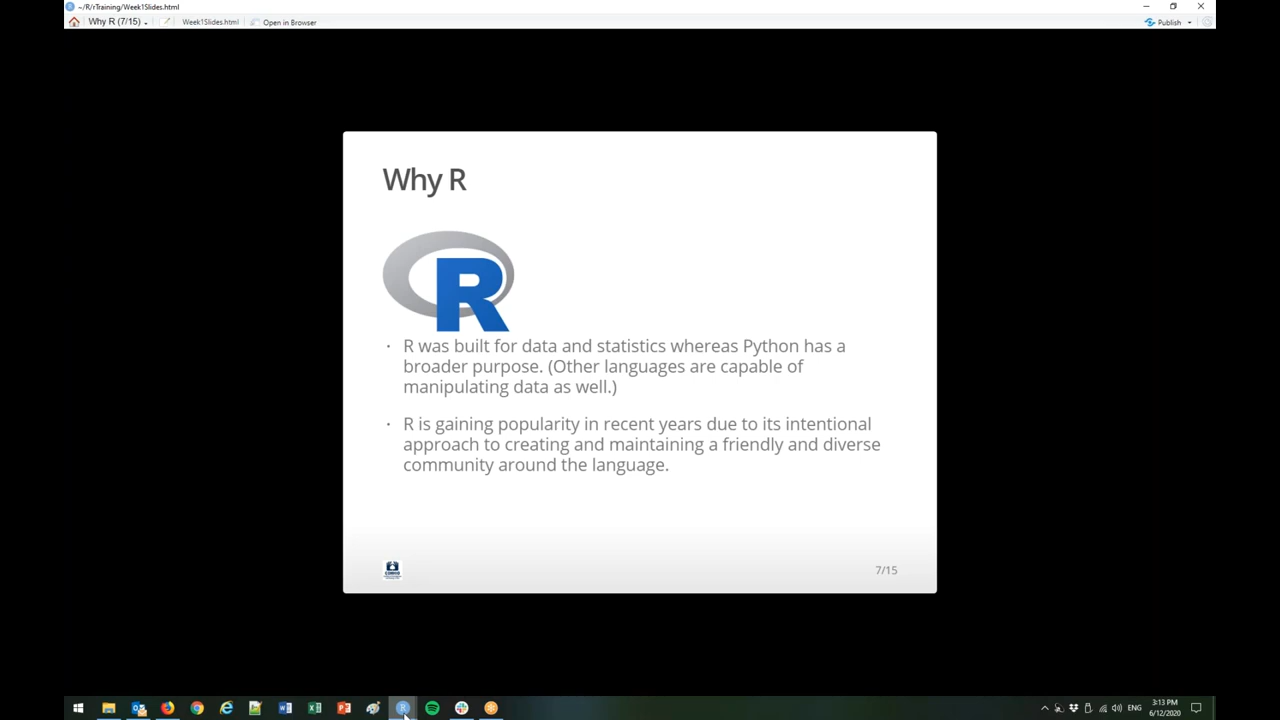 ~/R/rTraining/Week1Slides.html
Why R (7/15)
Week1Slides.html
Open in Browser
Publish
Why R
R
· R was built for data and statistics whereas Python has a
broader purpose. (Other languages are capable of
manipulating data as well.)
· R is gaining popularity in recent years due to its intentional
approach to creating and maintaining a friendly and diverse
community around the language.
7/15
ENG
3:13 PM
6/12/2020